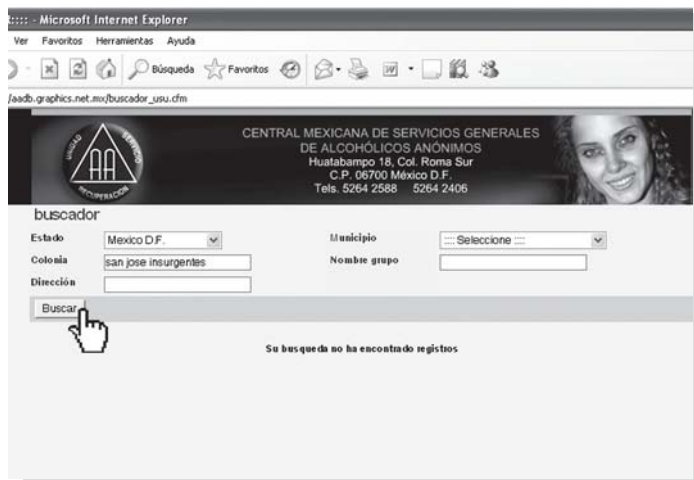 :::: - Microsoft Internet Explorer
Ver Favoritos Herramientas Ayuda
Búsqueda Favoritos W
/aadb.graphics.net.mx/buscador_usu.cfm
UNIDAD SERVICIO RECUPERACION
AA
CENTRAL MEXICANA DE SERVICIOS GENERALES
DE ALCOHÓLICOS ANÓNIMOS
Huatabampo 18, Col. Roma Sur
C.P. 06700 México D.F.
Tels. 5264 2588 5264 2406
buscador
Estado Mexico D.F. Municipio :::: Seleccione ::::
Colonia san jose insurgentes Nombre grupo
Dirección
Buscar
Su busqueda no ha encontrado registros